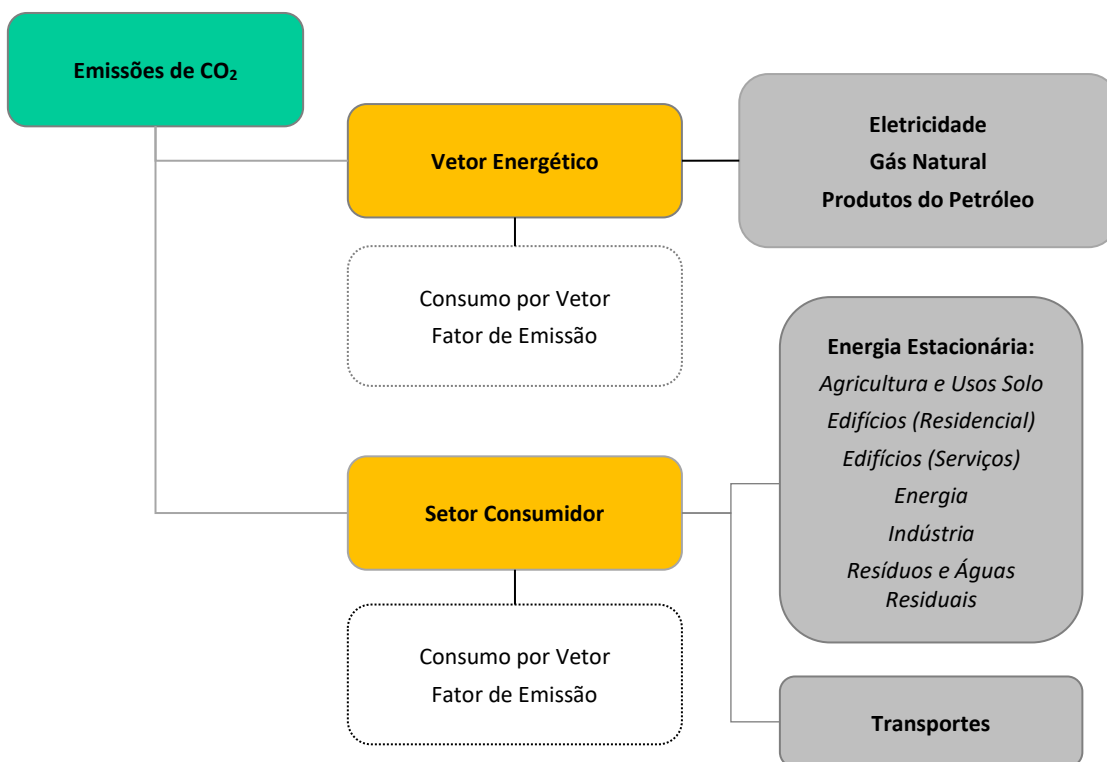 Emissões de CO₂
Vetor Energético
Eletricidade
Gás Natural
Produtos do Petróleo
Consumo por Vetor
Fator de Emissão
Setor Consumidor
Energia Estacionária:
Agricultura e Usos Solo
Edifícios (Residencial)
Edifícios (Serviços)
Energia
Indústria
Resíduos e Águas
Residuais
Consumo por Vetor
Fator de Emissão
Transportes